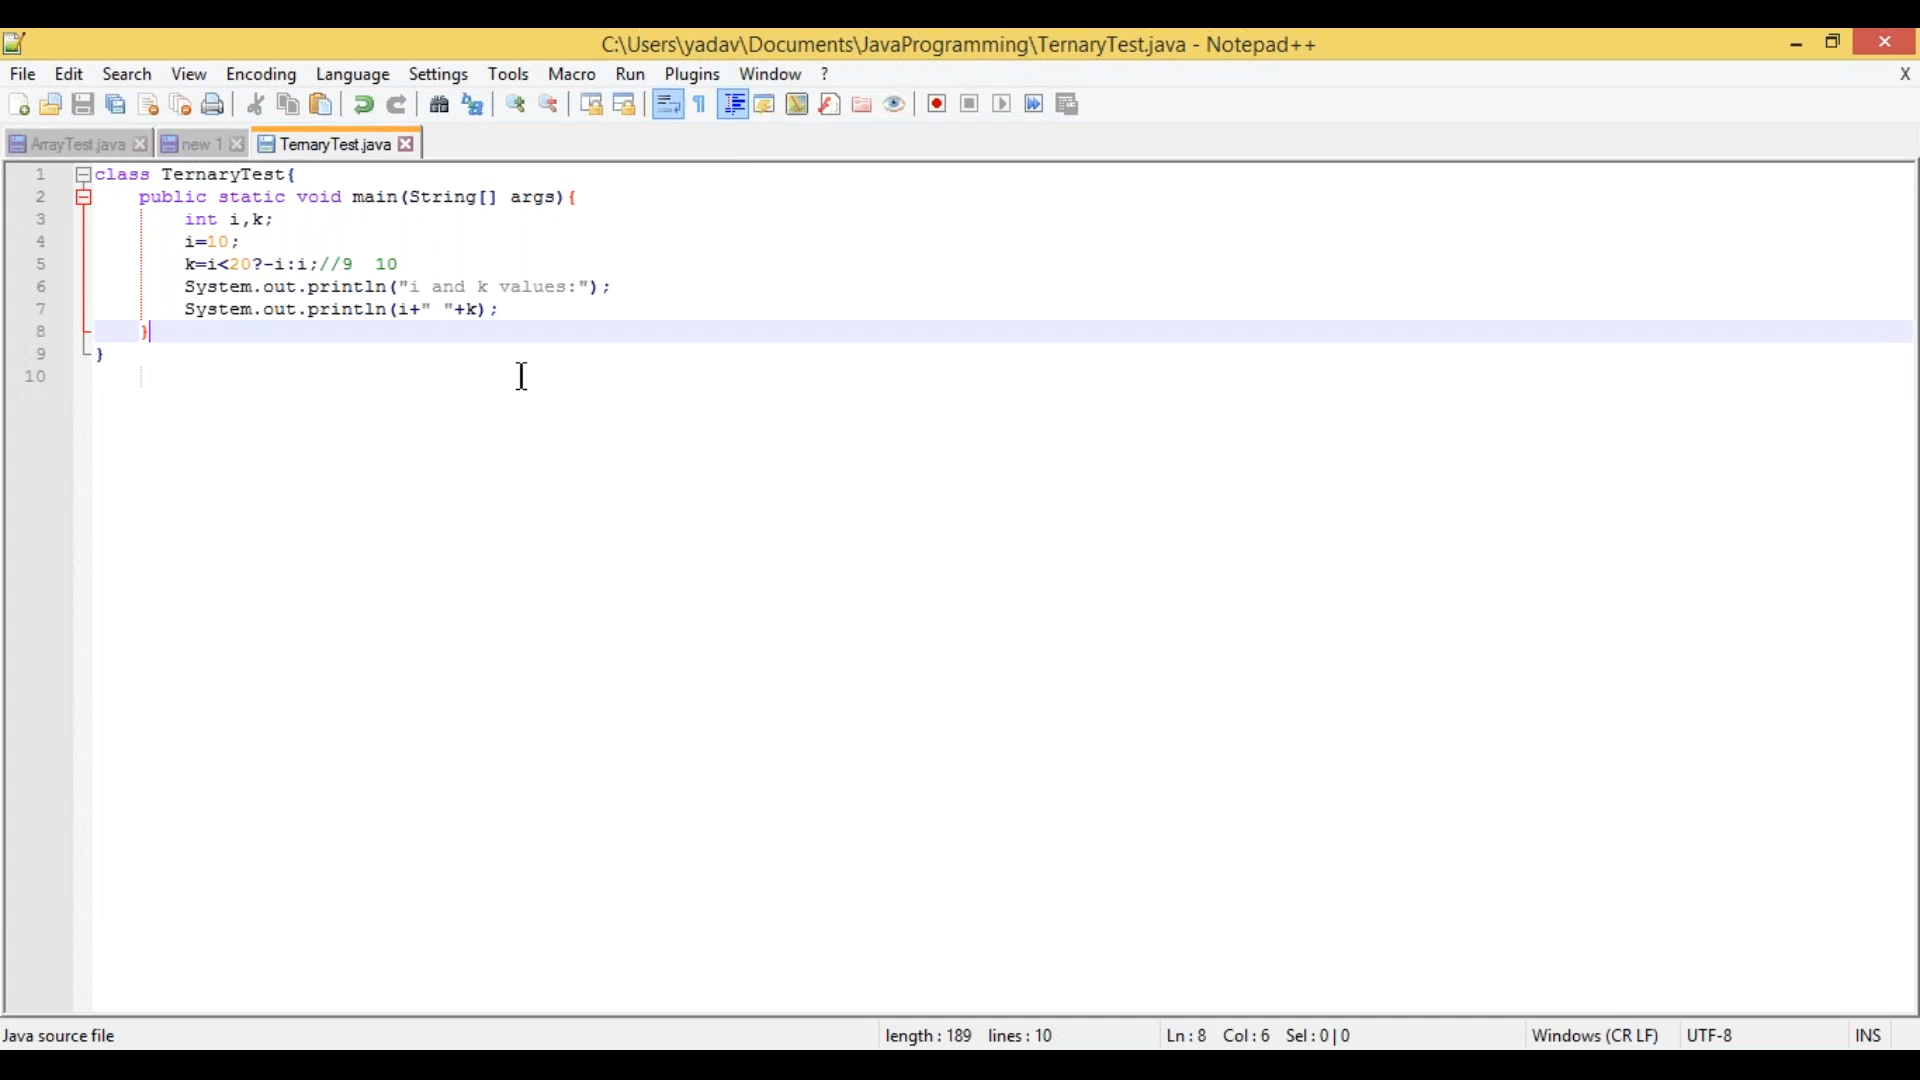 C:\Users\yadav\Documents\JavaProgramming\TernaryTest.java - Notepad++
File Edit Search View Encoding Language Settings Tools Macro Run Plugins Window ? X
ArrayTest.java new 1 TernaryTest.java
1 class TernaryTest{
2 public static void main(String[] args){
3 int i,k;
4 i=10;
5 k=i<20?-i:i;//9  10
6 System.out.println("i and k values:");
7 System.out.println(i+" "+k);
8 }
9 }
10
Java source file length : 189 lines : 10 Ln : 8 Col : 6 Sel : 0 | 0 Windows (CR LF) UTF-8 INS